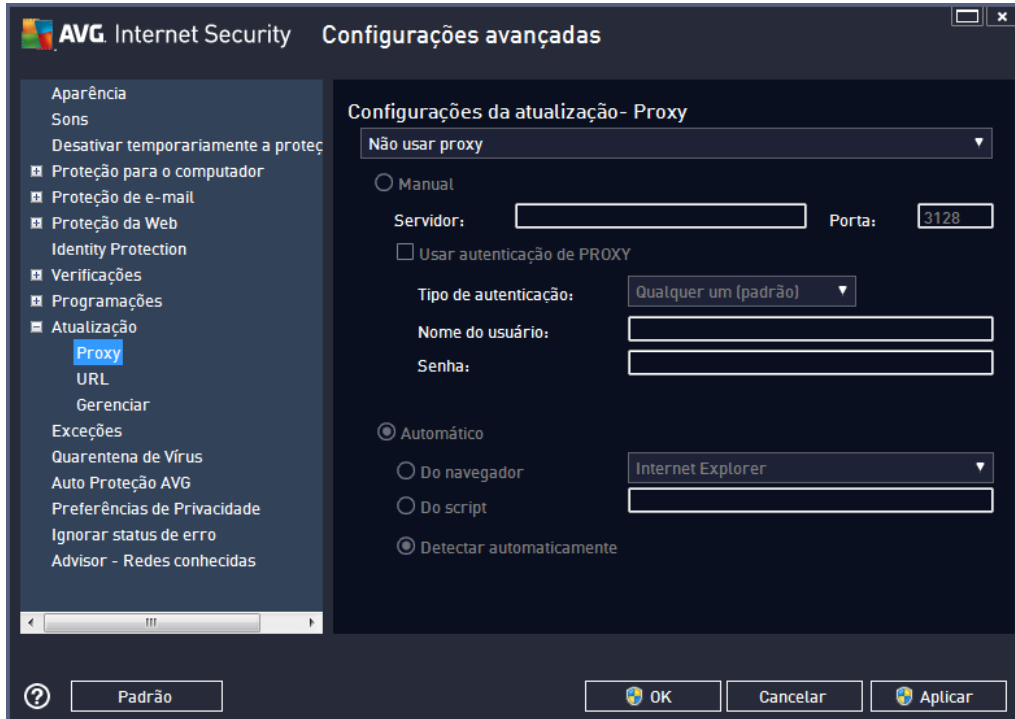 AVG Internet Security Configurações avançadas
Aparência
Sons
Desativar temporariamente a proteç
Proteção para o computador
Proteção de e-mail
Proteção da Web
Identity Protection
Verificações
Programações
Atualização
Proxy
URL
Gerenciar
Exceções
Quarentena de Vírus
Auto Proteção AVG
Preferências de Privacidade
Ignorar status de erro
Advisor - Redes conhecidas
Configurações da atualização- Proxy
Não usar proxy
Manual
Servidor: Porta: 3128
Usar autenticação de PROXY
Tipo de autenticação: Qualquer um (padrão)
Nome do usuário:
Senha:
Automático
Do navegador Internet Explorer
Do script
Detectar automaticamente
? Padrão OK Cancelar Aplicar